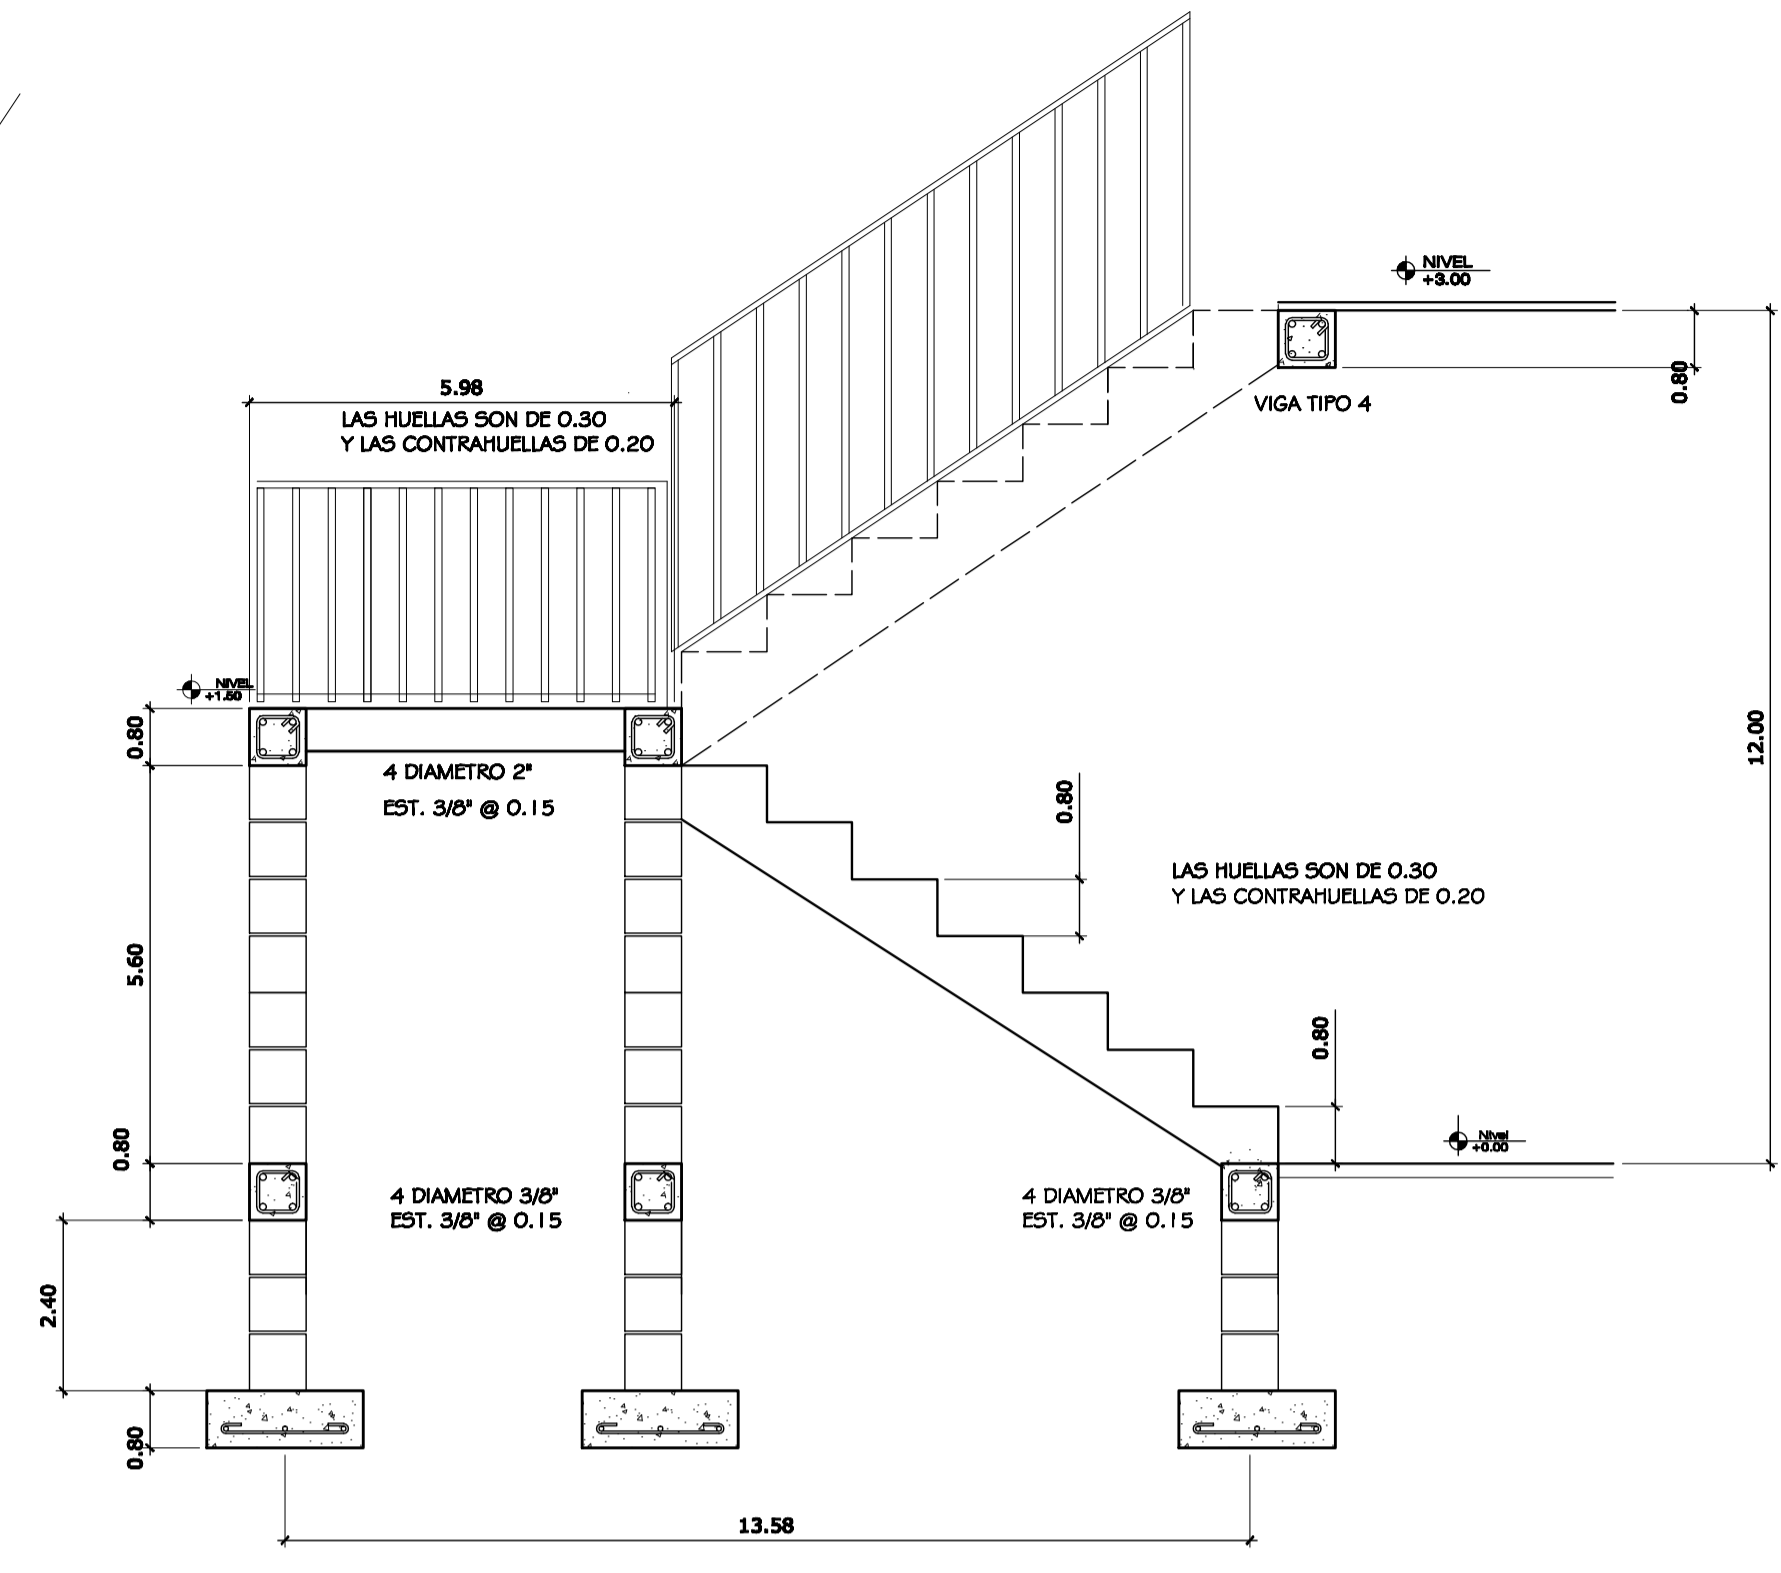 NIVEL
+3.00
0.80
VIGA TIPO 4
5.98
LAS HUELLAS SON DE 0.30
Y LAS CONTRAHUELLAS DE 0.20
NIVEL
+1.50
0.80
4 DIAMETRO 2"
EST. 3/8" @ 0.15
12.00
0.80
LAS HUELLAS SON DE 0.30
Y LAS CONTRAHUELLAS DE 0.20
5.60
0.80
0.80
Nivel
+0.00
4 DIAMETRO 3/8"
EST. 3/8" @ 0.15
4 DIAMETRO 3/8"
EST. 3/8" @ 0.15
2.40
0.80
13.58